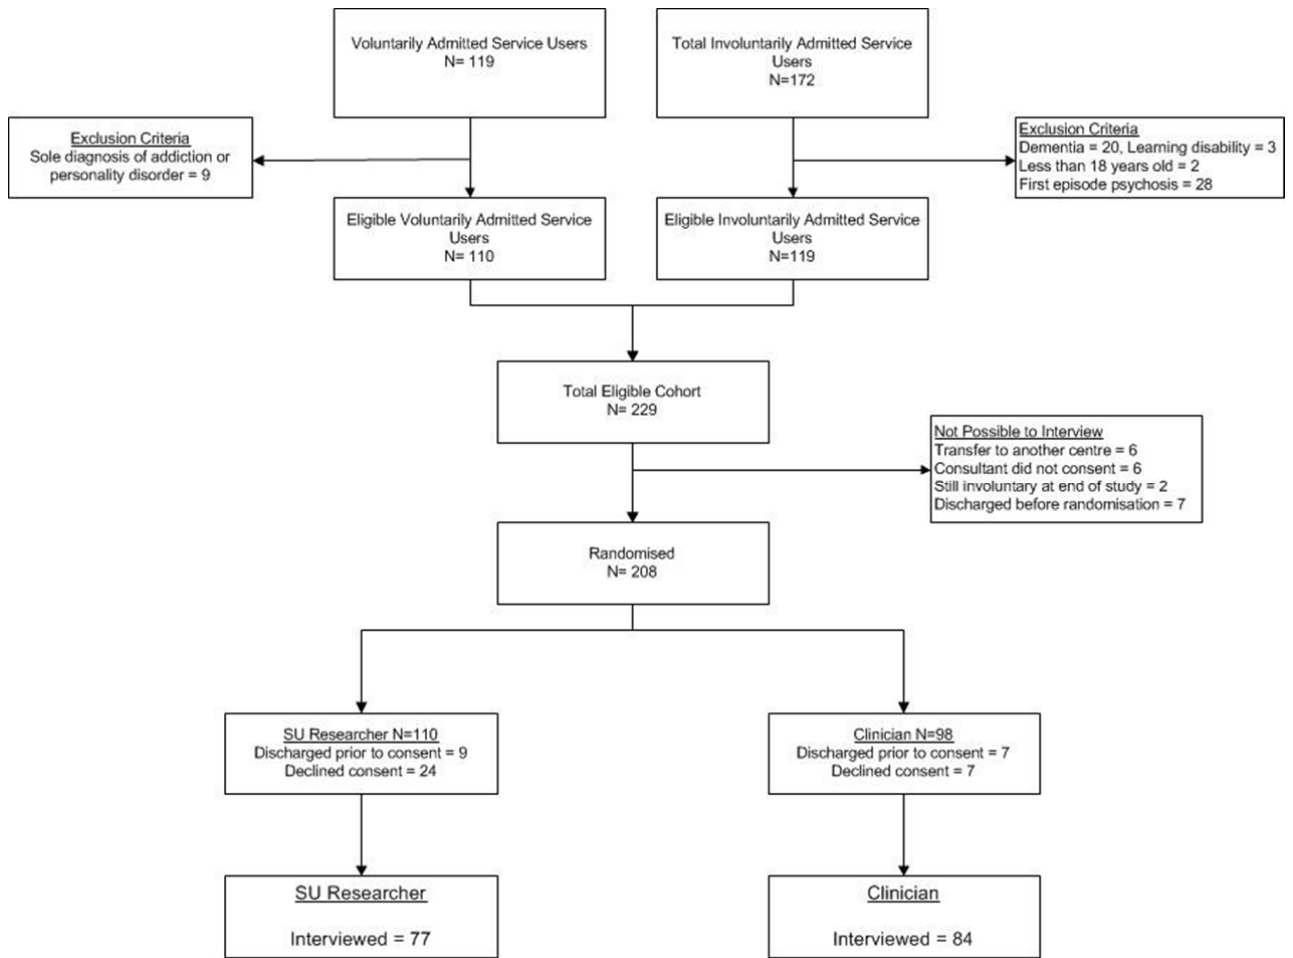 Voluntarily Admitted Service Users
N= 119
Total Involuntarily Admitted Service
Users
N=172
Exclusion Criteria
Sole diagnosis of addiction or
personality disorder = 9
Exclusion Criteria
Dementia = 20, Learning disability = 3
Less than 18 years old = 2
First episode psychosis = 28
Eligible Voluntarily Admitted Service
Users
N= 110
Eligible Involuntarily Admitted Service
Users
N=119
Total Eligible Cohort
N= 229
Not Possible to Interview
Transfer to another centre = 6
Consultant did not consent = 6
Still involuntary at end of study = 2
Discharged before randomisation = 7
Randomised
N= 208
SU Researcher N=110
Discharged prior to consent = 9
Declined consent = 24
Clinician N=98
Discharged prior to consent = 7
Declined consent = 7
SU Researcher
Interviewed = 77
Clinician
Interviewed = 84